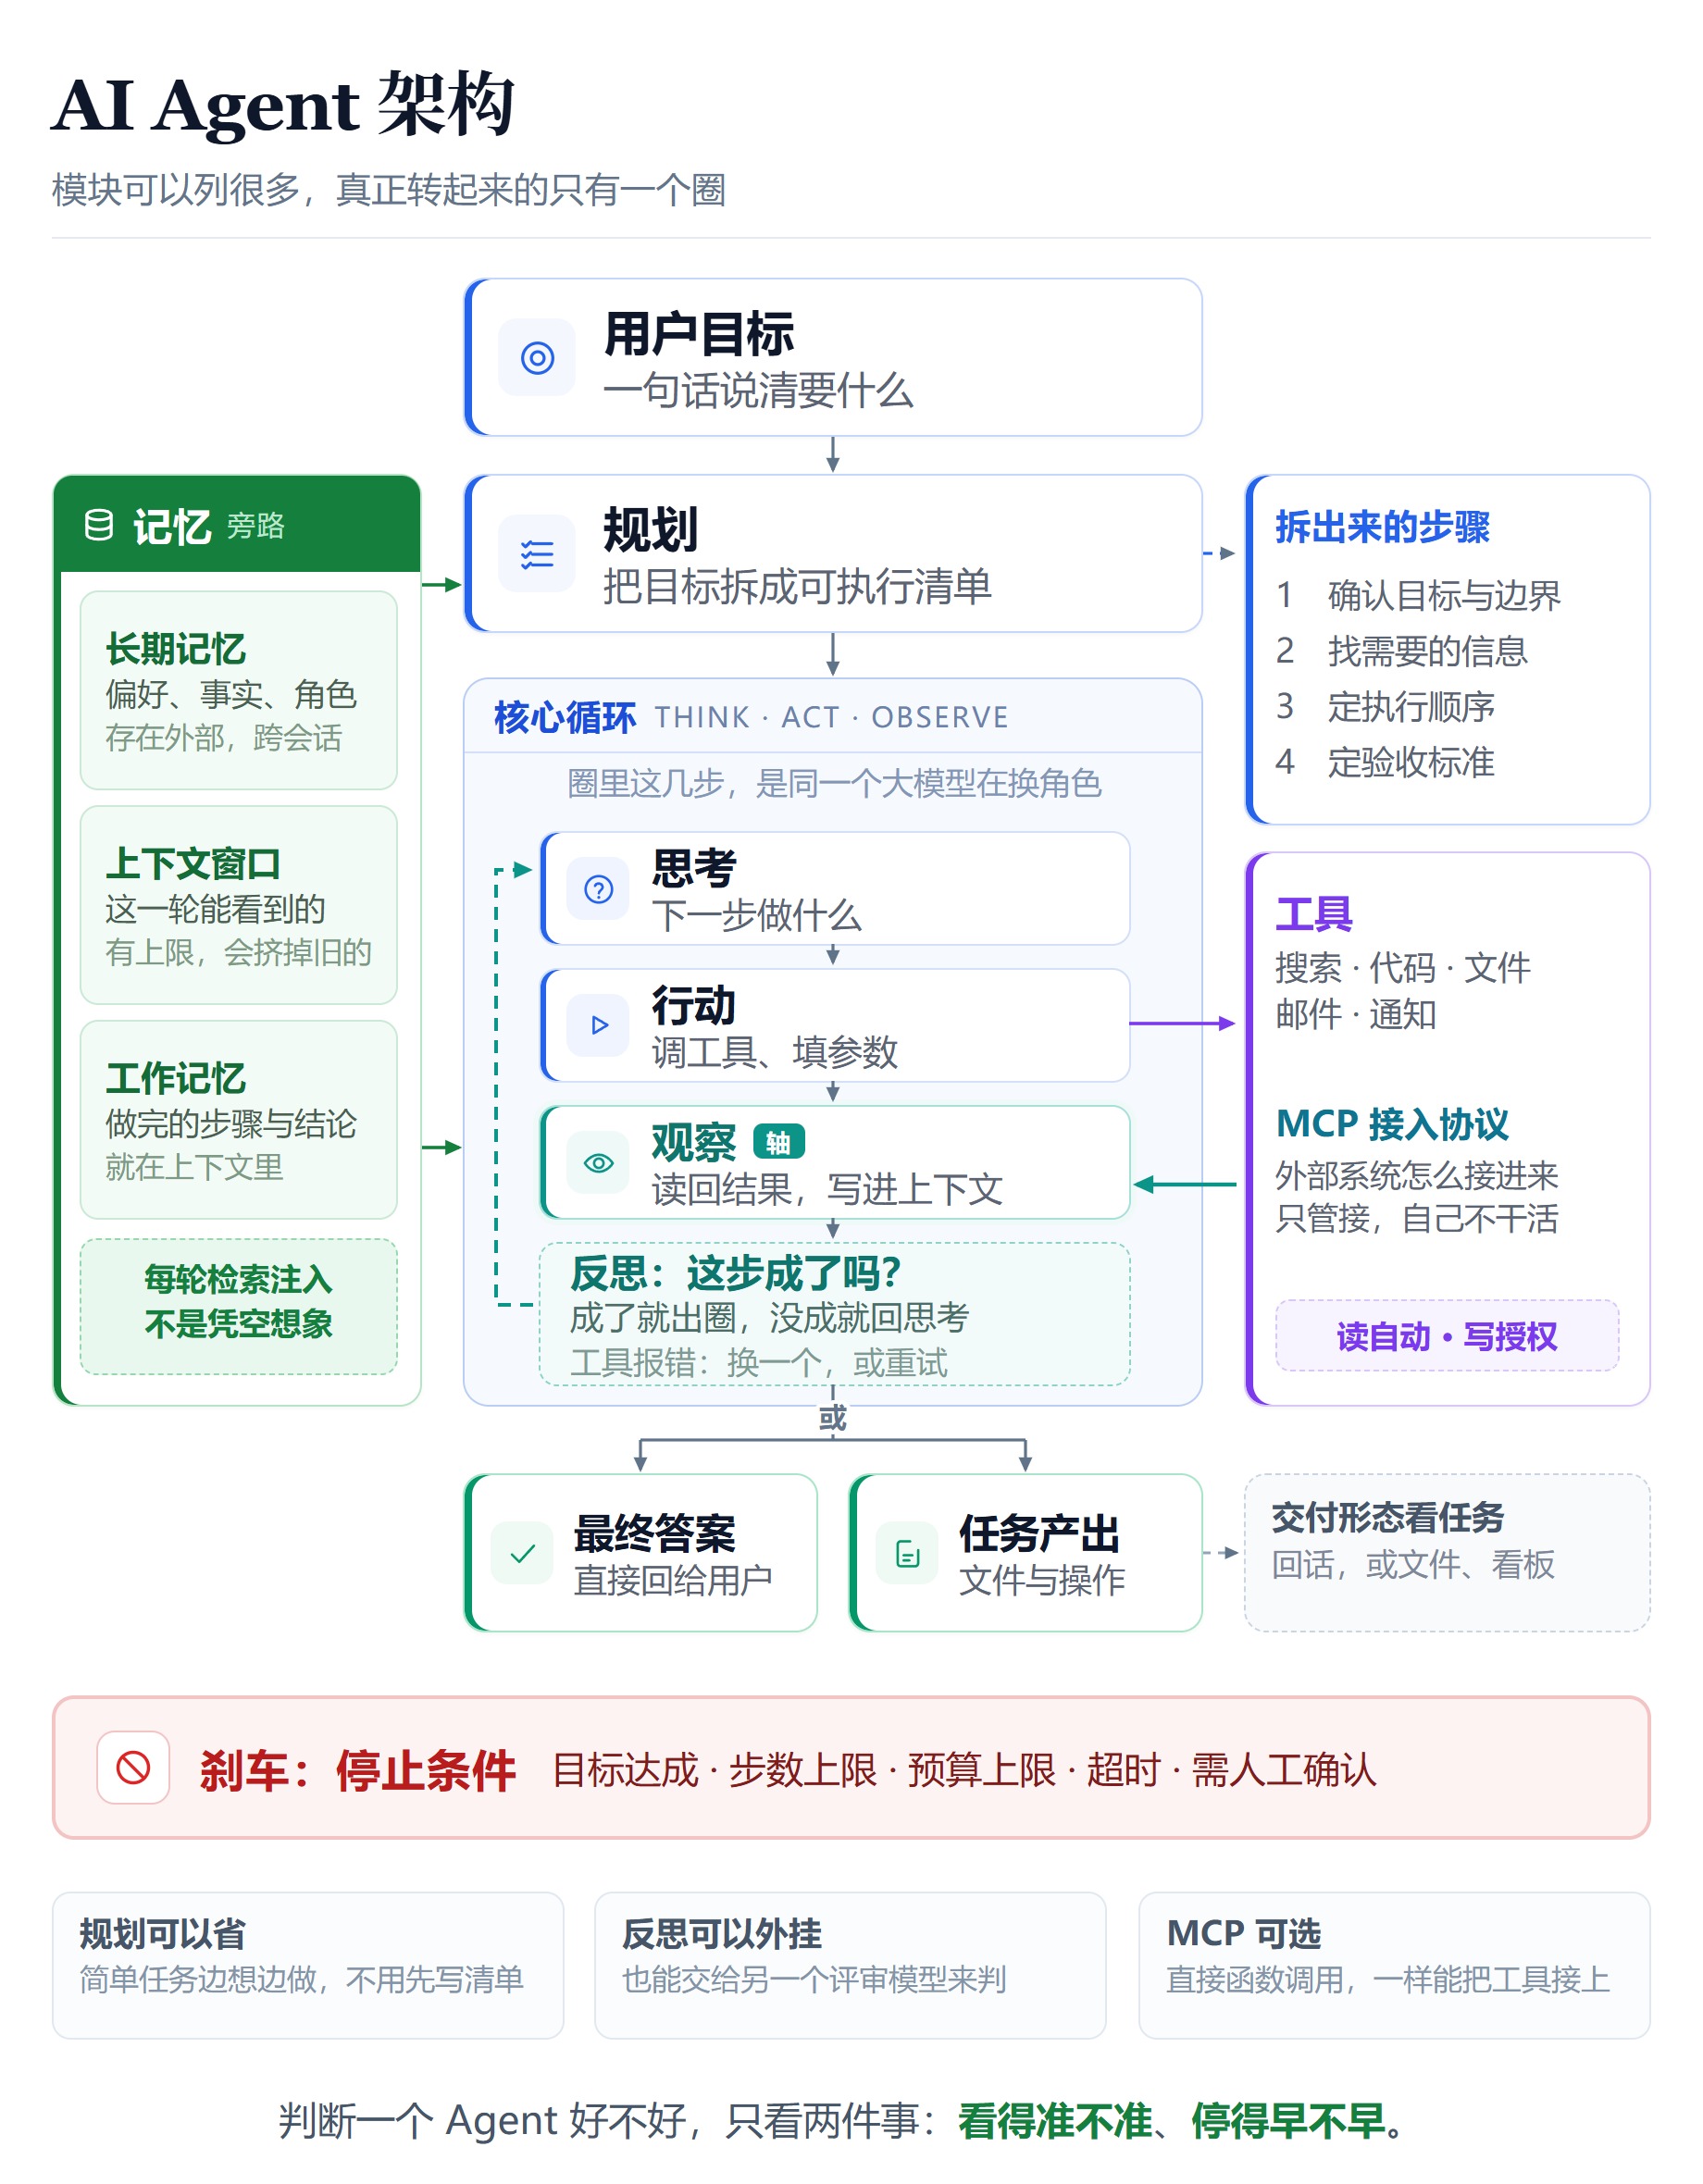 AI Agent 架构
模块可以列很多，真正转起来的只有一个圈
用户目标
一句话说清要什么
规划
把目标拆成可执行清单
拆出来的步骤
1 确认目标与边界
2 找需要的信息
3 定执行顺序
4 定验收标准
记忆 旁路
长期记忆
偏好、事实、角色
存在外部，跨会话
上下文窗口
这一轮能看到的
有上限，会挤掉旧的
工作记忆
做完的步骤与结论
就在上下文里
每轮检索注入
不是凭空想象
核心循环 THINK · ACT · OBSERVE
圈里这几步，是同一个大模型在换角色
思考
下一步做什么
行动
调工具、填参数
观察 轴
读回结果，写进上下文
反思：这步成了吗？
成了就出圈，没成就回思考
工具报错：换一个，或重试
工具
搜索 · 代码 · 文件
邮件 · 通知
MCP 接入协议
外部系统怎么接进来
只管接，自己不干活
读自动 · 写授权
或
最终答案
直接回给用户
任务产出
文件与操作
交付形态看任务
回话，或文件、看板
刹车：停止条件 目标达成 · 步数上限 · 预算上限 · 超时 · 需人工确认
规划可以省
简单任务边想边做，不用先写清单
反思可以外挂
也能交给另一个评审模型来判
MCP 可选
直接函数调用，一样能把工具接上
判断一个 Agent 好不好，只看两件事：看得准不准、停得早不早。